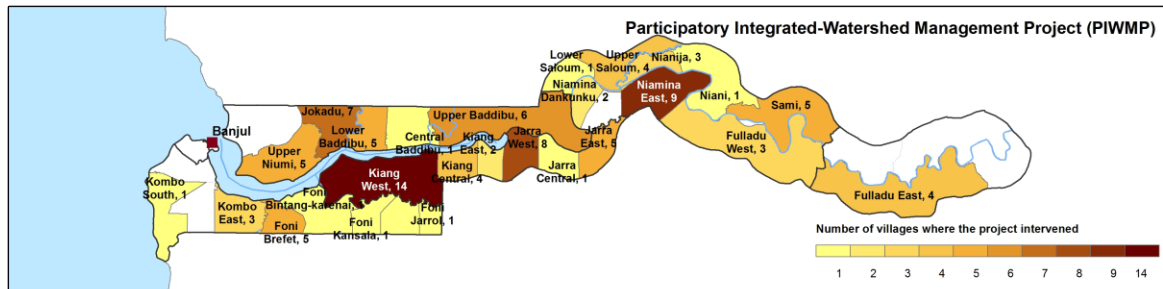 Participatory Integrated-Watershed Management Project (PIWMP)
Lower
Saloum, 1
Upper
Saloum, 4
Nianija, 3
Niamina
Dankunku, 2
Niamina
East, 9
Niani, 1
Sami, 5
Jokadu, 7
Upper Baddibu, 6
Banjul
Lower
Baddibu, 5
Central
Baddibu, 1
Kiang
East, 2
Jarra
West, 8
Jarra
East, 5
Fulladu
West, 3
Upper
Niumi, 5
Kiang
West, 14
Kiang
Central, 4
Jarra
Central, 1
Fulladu East, 4
Kombo
South, 1
Foni
Bintang-karenai,
Kombo
East, 3
Foni
Brefet, 5
Foni
Kansala, 1
Foni
Jarrol, 1
Number of villages where the project intervened
1 2 3 4 5 6 7 8 9 14